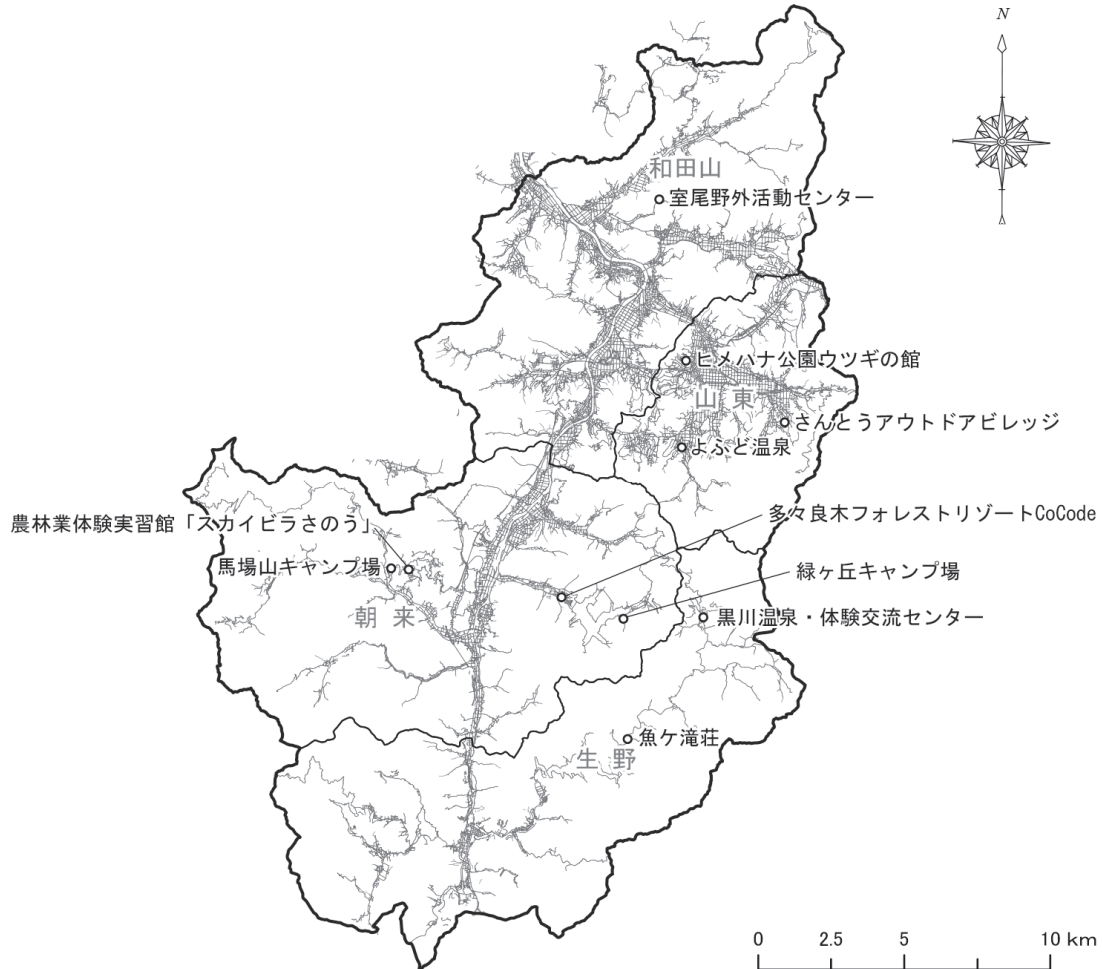 N
和田山
室尾野外活動センター
ヒメハナ公園ウツギの館
山東
さんとうアウトドアビレッジ
よふど温泉
多々良木フォレストリゾートCoCode
農林業体験実習館「スカイビラさのう」
馬場山キャンプ場
緑ヶ丘キャンプ場
朝来
黒川温泉・体験交流センター
魚ケ滝荘
生野
0 2.5 5 10 km